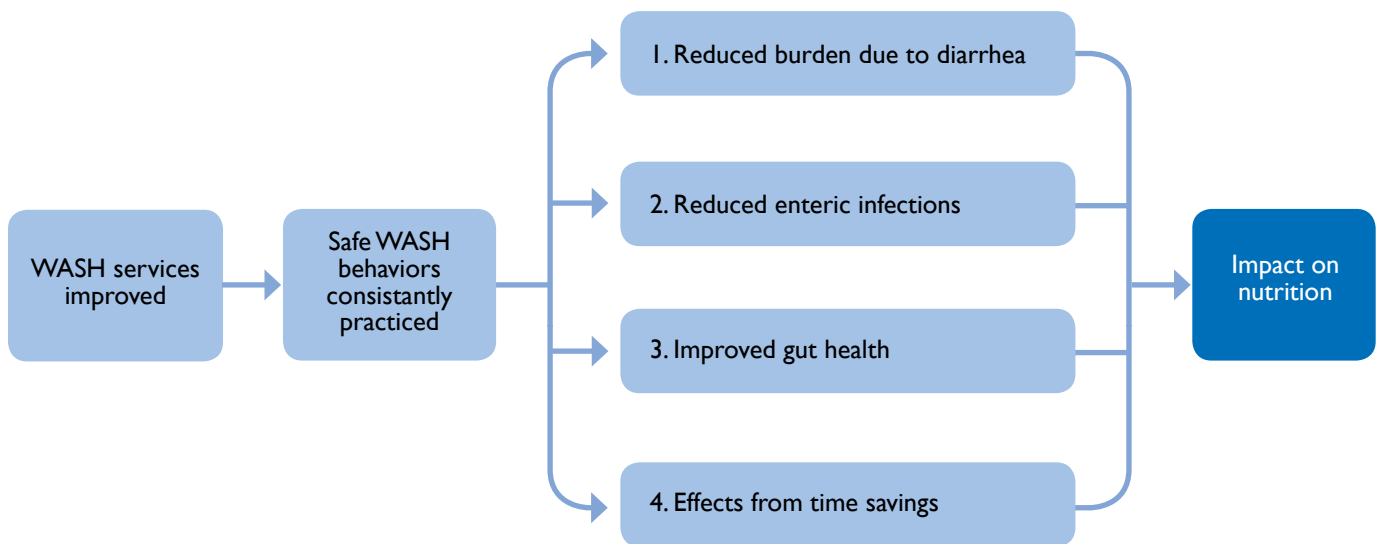 WASH services
improved
Safe WASH
behaviors
consistantly
practiced
1. Reduced burden due to diarrhea
2. Reduced enteric infections
3. Improved gut health
4. Effects from time savings
Impact on
nutrition